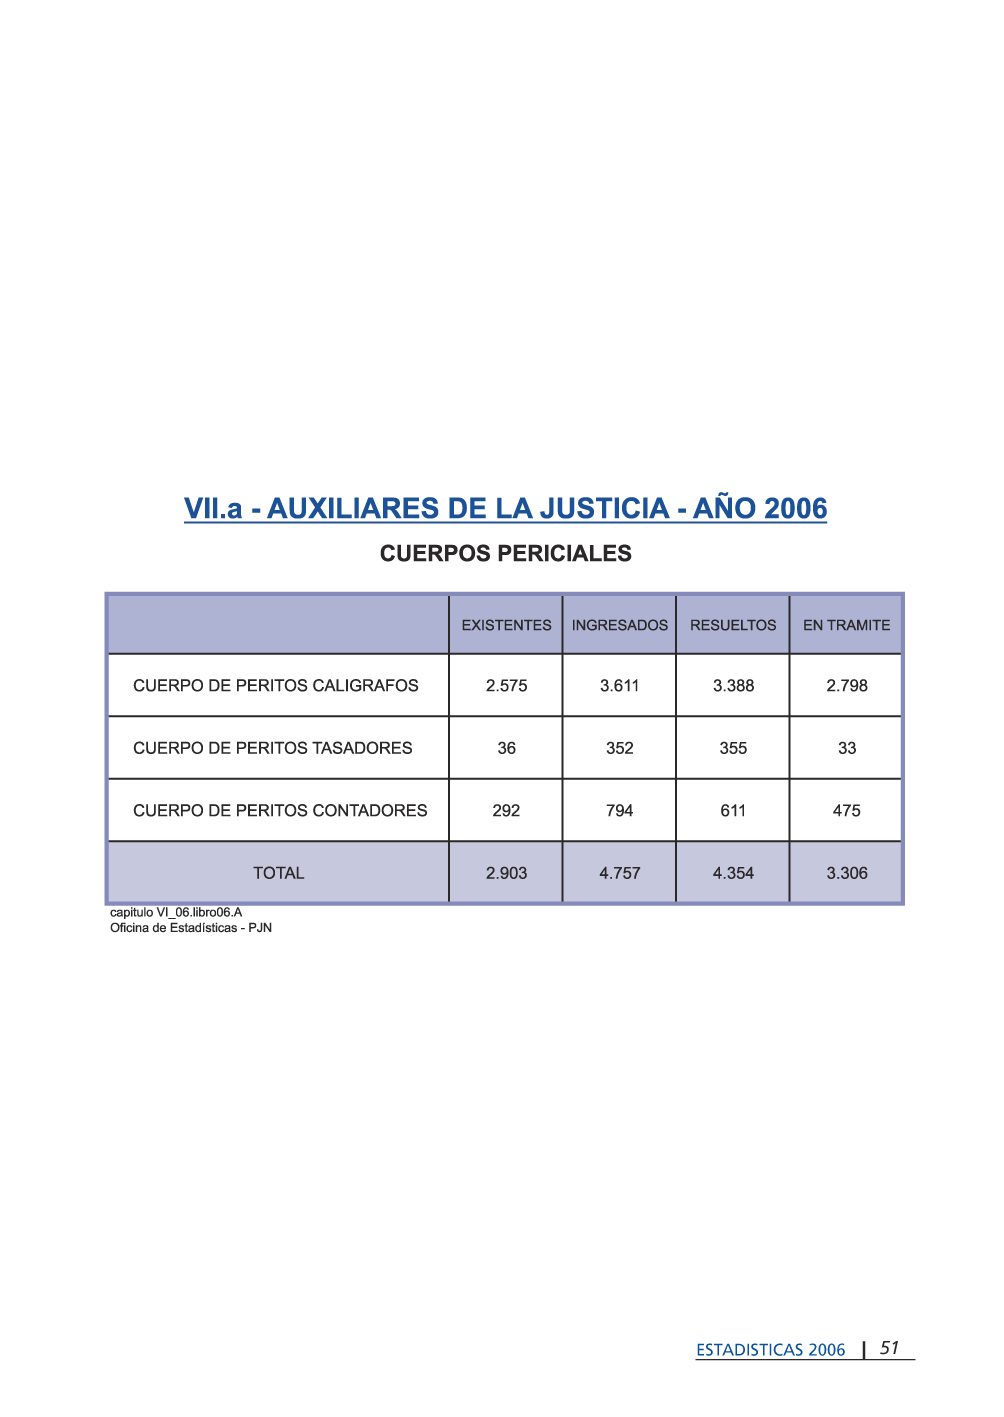 VII.a - AUXILIARES DE LA JUSTICIA - AÑO 2006
CUERPOS PERICIALES
EXISTENTES INGRESADOS RESUELTOS EN TRAMITE
CUERPO DE PERITOS CALIGRAFOS 2.575 3.611 3.388 2.798
CUERPO DE PERITOS TASADORES 36 352 355 33
CUERPO DE PERITOS CONTADORES 292 794 611 475
TOTAL 2.903 4.757 4.354 3.306
capitulo VI_06.libro06.A
Oficina de Estadísticas - PJN
ESTADISTICAS 2006 | 51